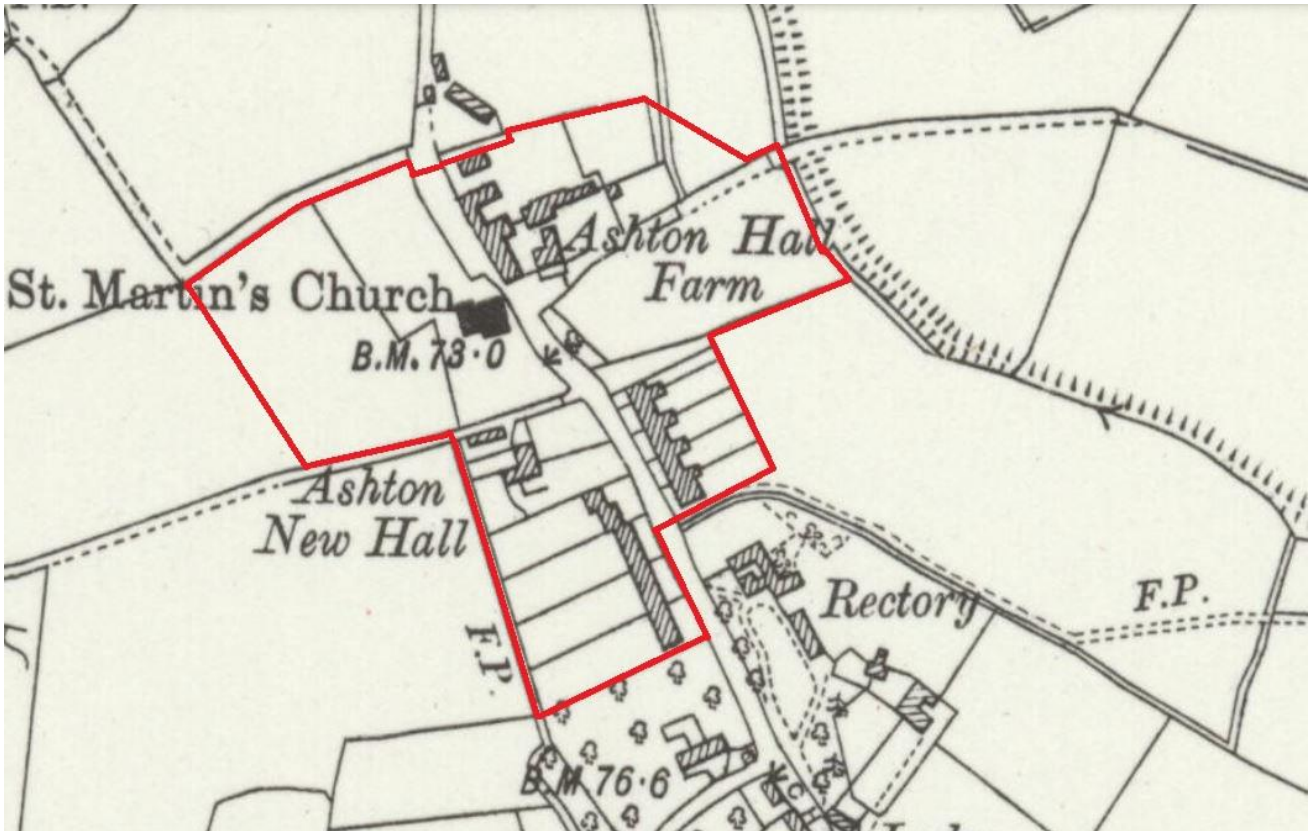 St. Martin's Church
B.M. 73·0
Ashton Hall
Farm
Ashton
New Hall
F.P.
Rectory
F.P.
B.M. 76·6